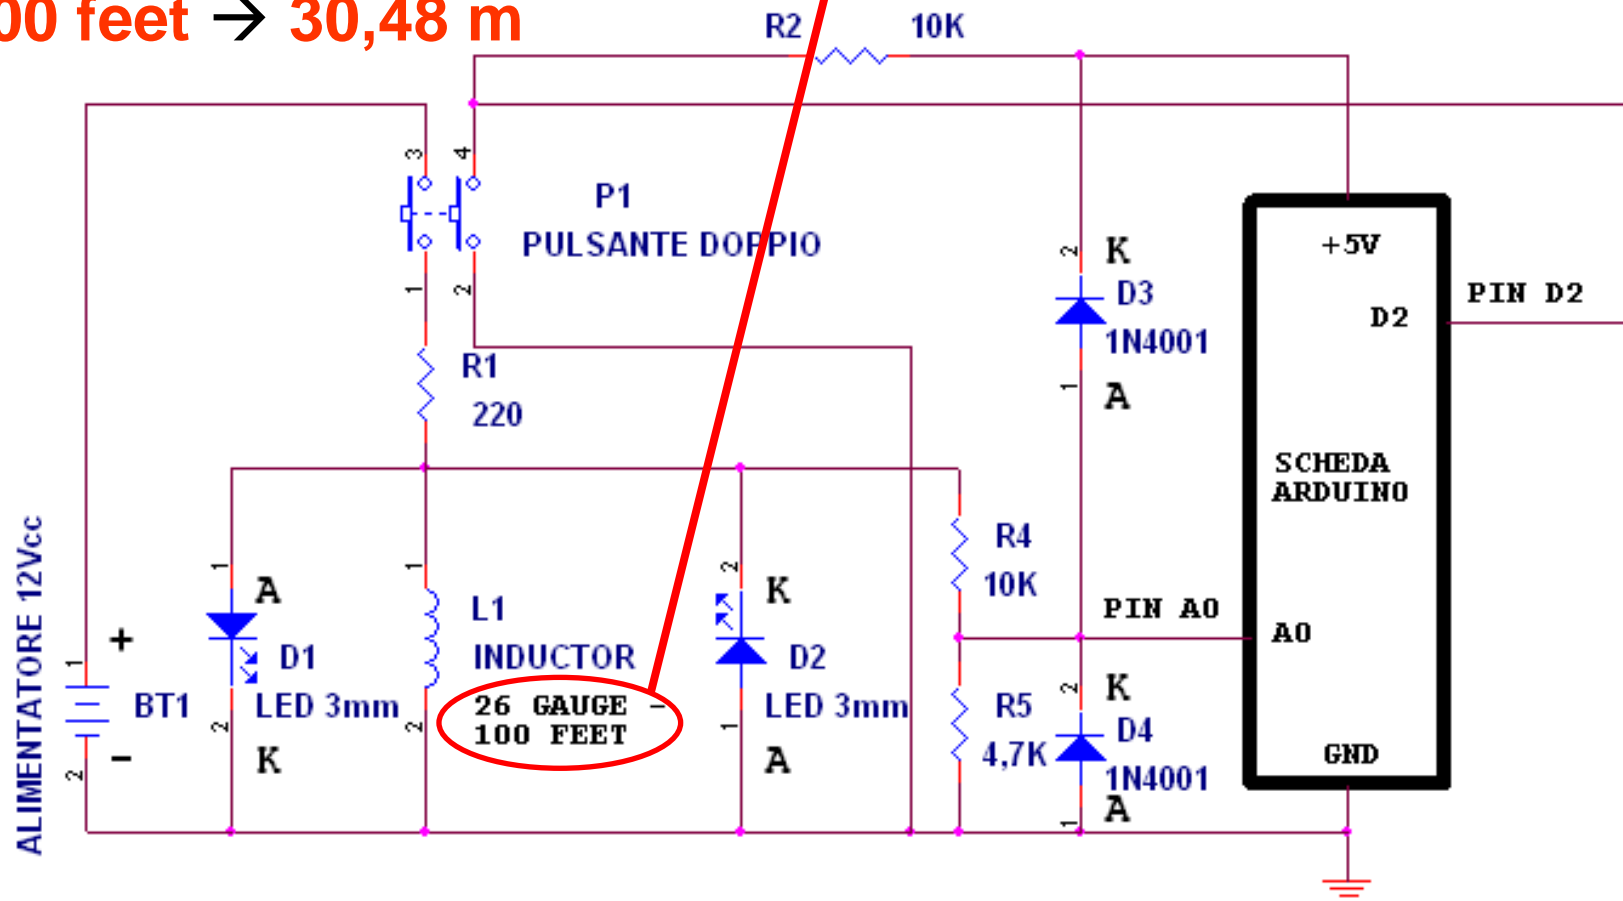 00 feet → 30,48 m
R2
10K
3
4
P1
PULSANTE DOPPIO
1
2
R1
220
2
K
D3
1N4001
1
A
+5V
D2
PIN D2
SCHEDA
ARDUINO
A0
GND
PIN A0
R4
10K
ALIMENTATORE 12Vcc
1
+
BT1
-
2
1
A
D1
LED 3mm
2
K
1
L1
INDUCTOR
26 GAUGE -
100 FEET
2
2
K
D2
LED 3mm
1
A
R5
4,7K
2
K
D4
1N4001
A
1